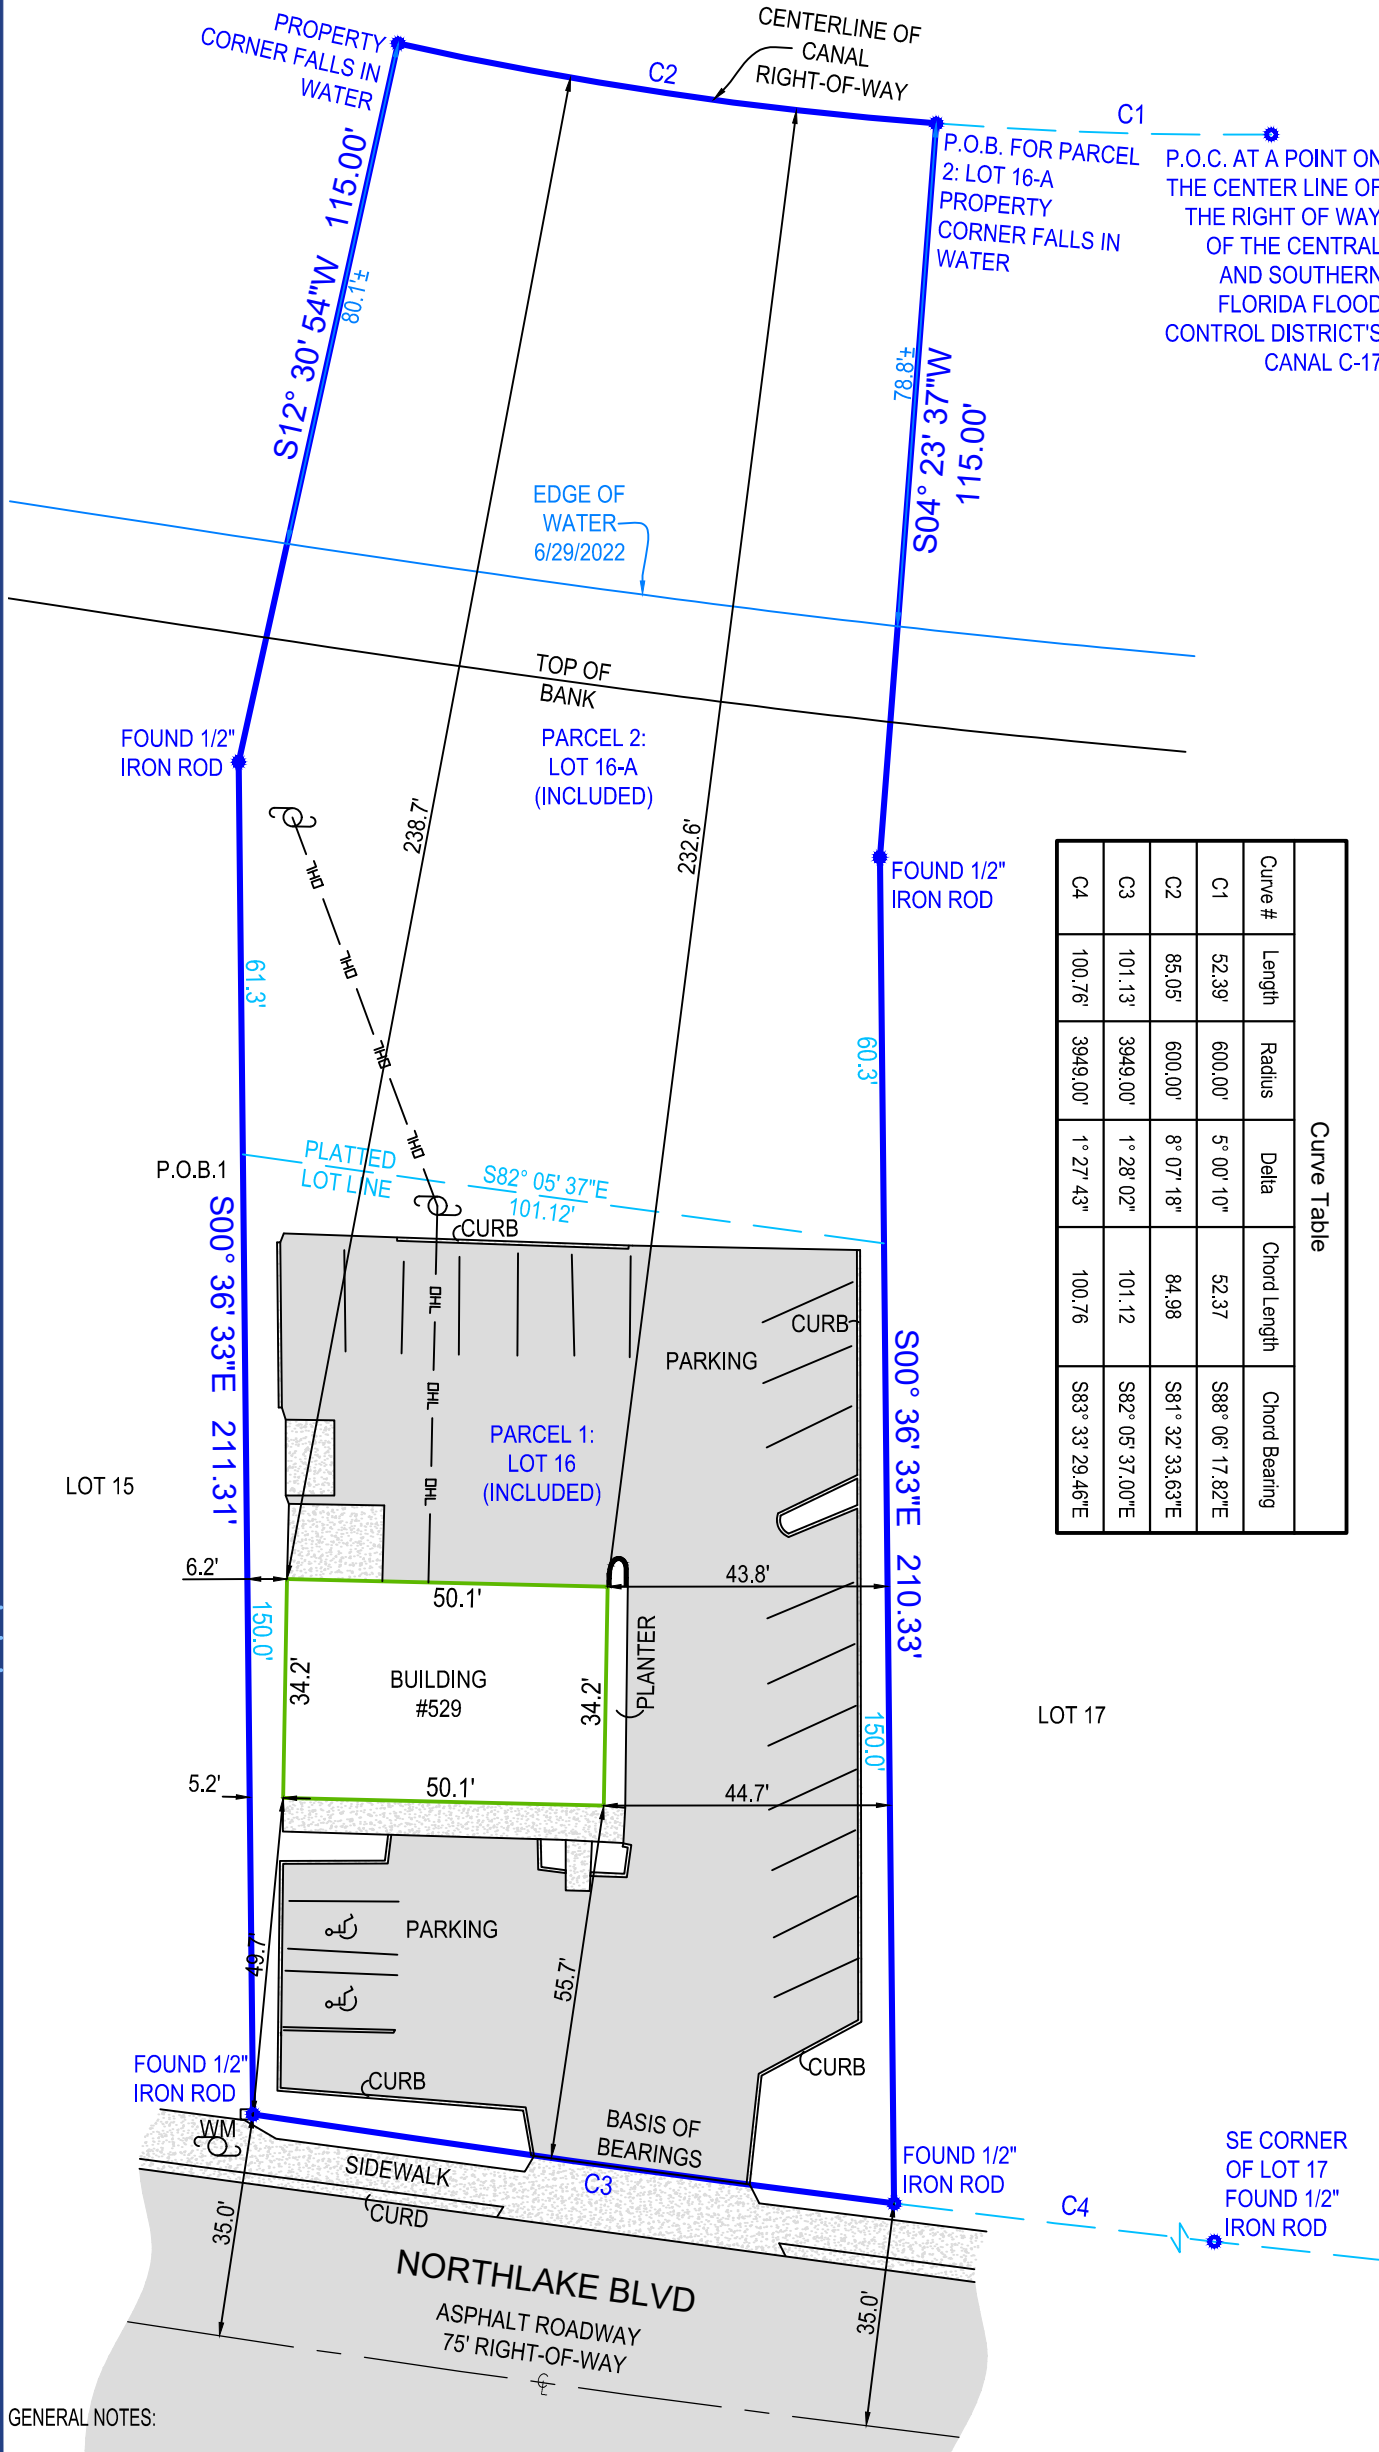 PROPERTY
CORNER FALLS IN
WATER
CENTERLINE OF
CANAL
RIGHT-OF-WAY
C2
C1
P.O.B. FOR PARCEL
2: LOT 16-A
PROPERTY
CORNER FALLS IN
WATER
P.O.C. AT A POINT ON
THE CENTER LINE OF
THE RIGHT OF WAY
OF THE CENTRAL
AND SOUTHERN
FLORIDA FLOOD
CONTROL DISTRICT'S
CANAL C-17
S12° 30' 54"W 115.00'
80.1'±
78.8'±
S04° 23' 37"W
115.00'
EDGE OF
WATER
6/29/2022
TOP OF
BANK
FOUND 1/2"
IRON ROD
PARCEL 2:
LOT 16-A
(INCLUDED)
238.7'
232.6'
FOUND 1/2"
IRON ROD
OHL
OHL
OHL
OHL
61.3'
60.3'
Curve Table
Curve # Length Radius Delta Chord Length Chord Bearing
C1 52.39' 600.00' 5° 00' 10" 52.37 S88° 06' 17.82"E
C2 85.05' 600.00' 8° 07' 18" 84.98 S81° 32' 33.63"E
C3 101.13' 3949.00' 1° 28' 02" 101.12 S82° 05' 37.00"E
C4 100.76' 3949.00' 1° 27' 43" 100.76 S83° 33' 29.46"E
P.O.B.1
PLATTED
LOT LINE
S82° 05' 37"E
101.12'
CURB
OHL
OHL
OHL
CURB
PARKING
S00° 36' 33"E 211.31'
S00° 36' 33"E 210.33'
PARCEL 1:
LOT 16
(INCLUDED)
LOT 15
6.2'
50.1'
43.8'
150.0'
34.2'
BUILDING
#529
34.2'
PLANTER
LOT 17
150.0'
5.2'
50.1'
44.7'
PARKING
49.7'
55.7'
FOUND 1/2"
IRON ROD
CURB
CURB
WM
BASIS OF
BEARINGS
SIDEWALK
C3
FOUND 1/2"
IRON ROD
C4
SE CORNER
OF LOT 17
FOUND 1/2"
IRON ROD
CURD
35.0'
NORTHLAKE BLVD
ASPHALT ROADWAY
75' RIGHT-OF-WAY
35.0'
CL
GENERAL NOTES: